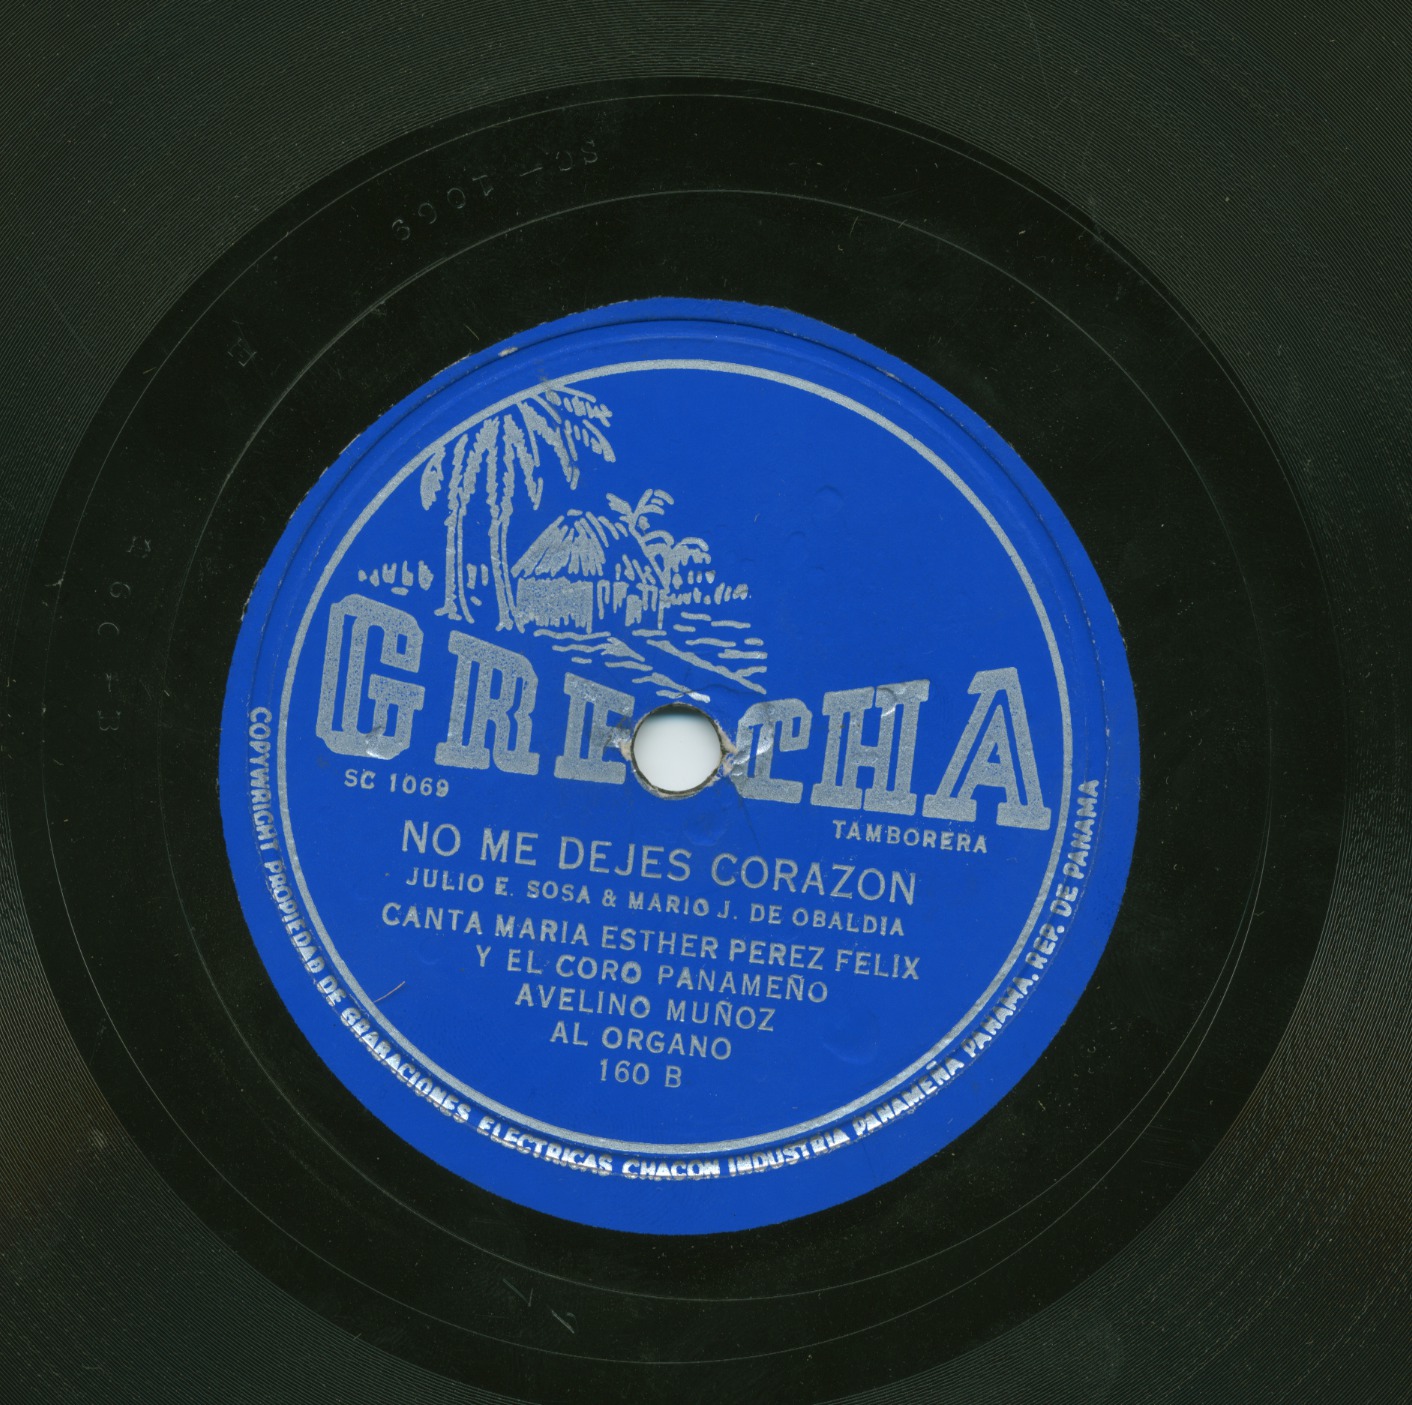 GRECHA
SC 1069
TAMBORERA
NO ME DEJES CORAZON
JULIO E. SOSA & MARIO J. DE OBALDIA
CANTA MARIA ESTHER PEREZ FELIX
Y EL CORO PANAMEÑO
AVELINO MUÑOZ
AL ORGANO
160 B
COPYWRIGHT PROPIEDAD DE GRABACIONES ELECTRICAS CHACON INDUSTRIA PANAMEÑA PANAMA, REP. DE PANAMA
SC-1069
E